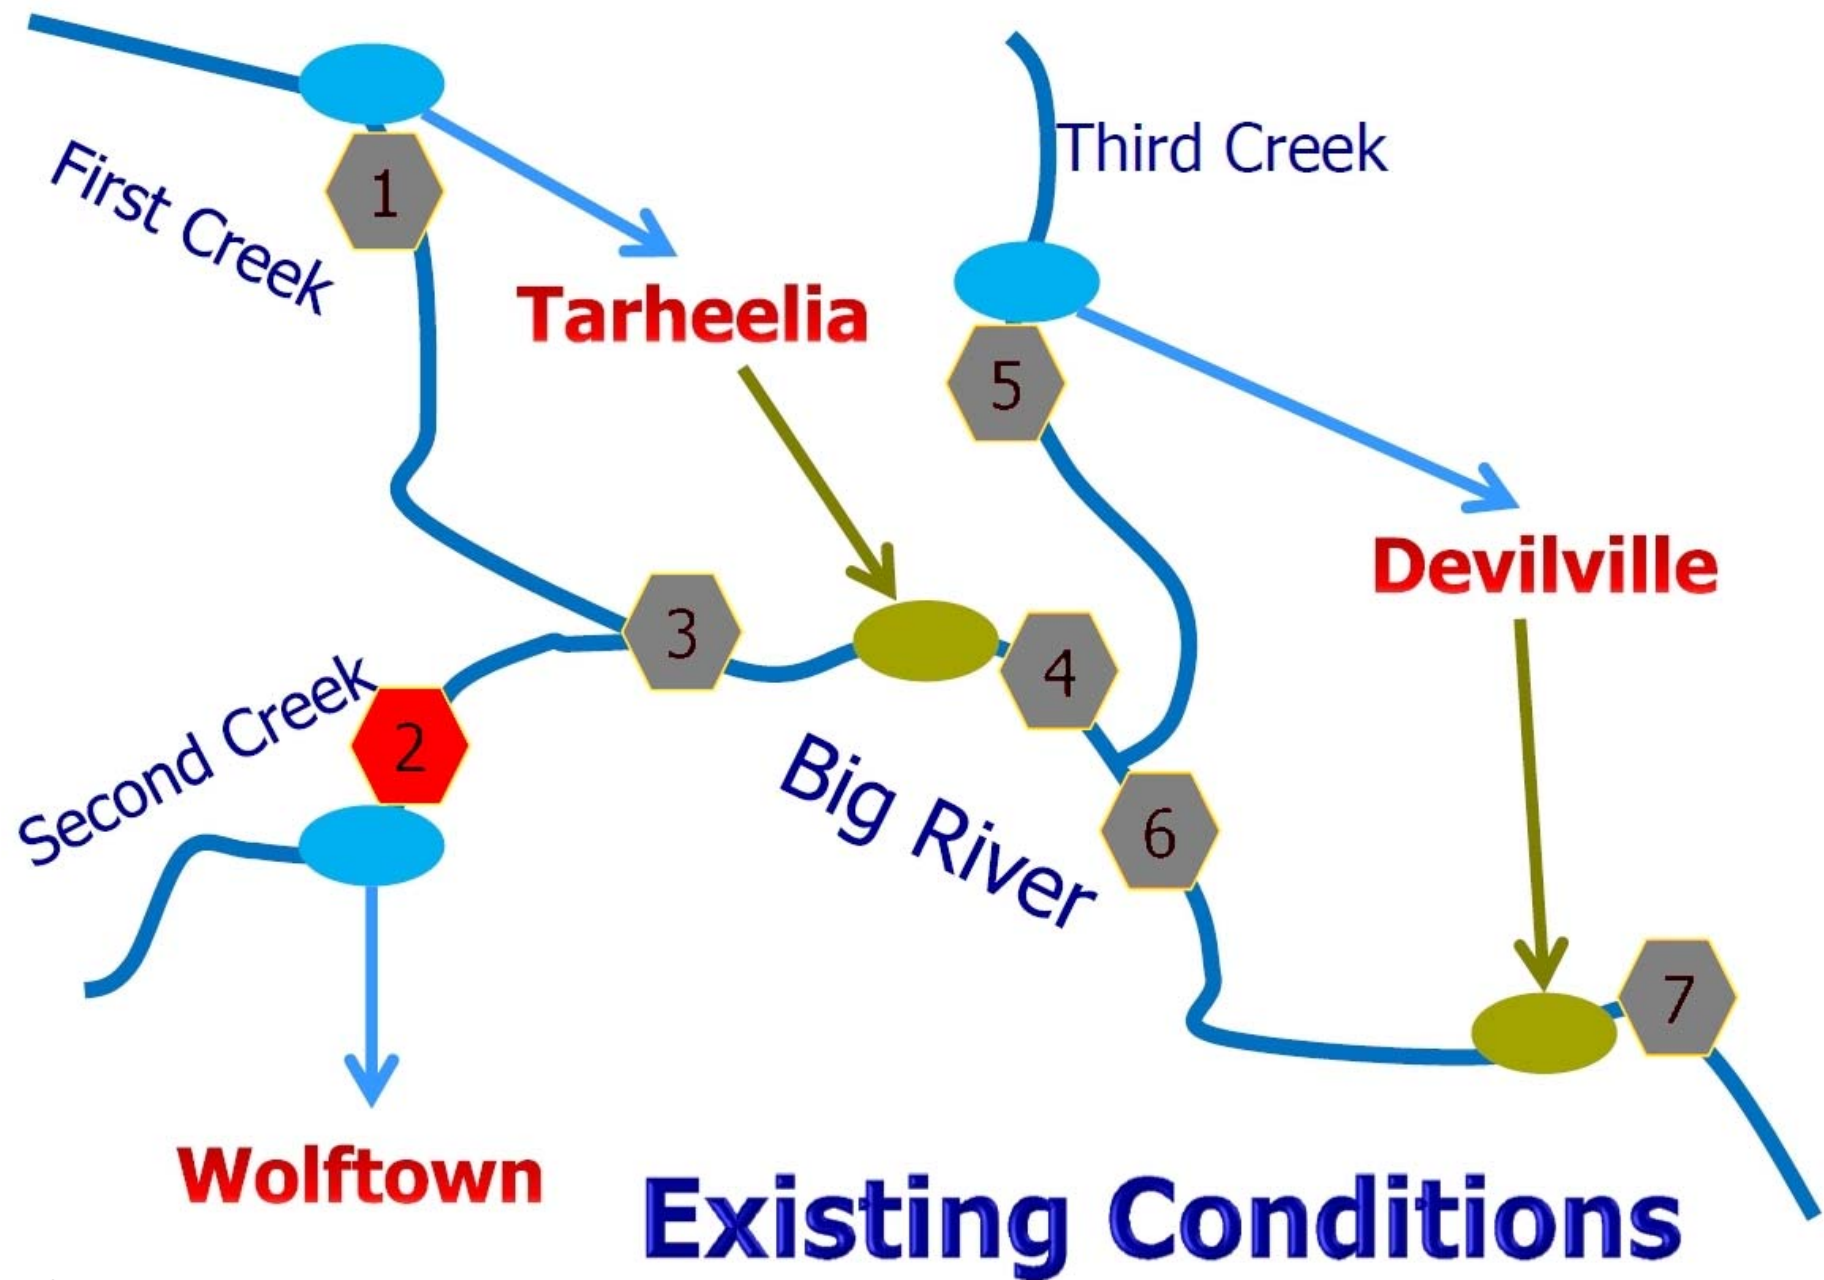 First Creek
1
Third Creek
Tarheelia
5
Devilville
3
4
Second Creek
2
Big River
6
7
Wolftown
Existing Conditions